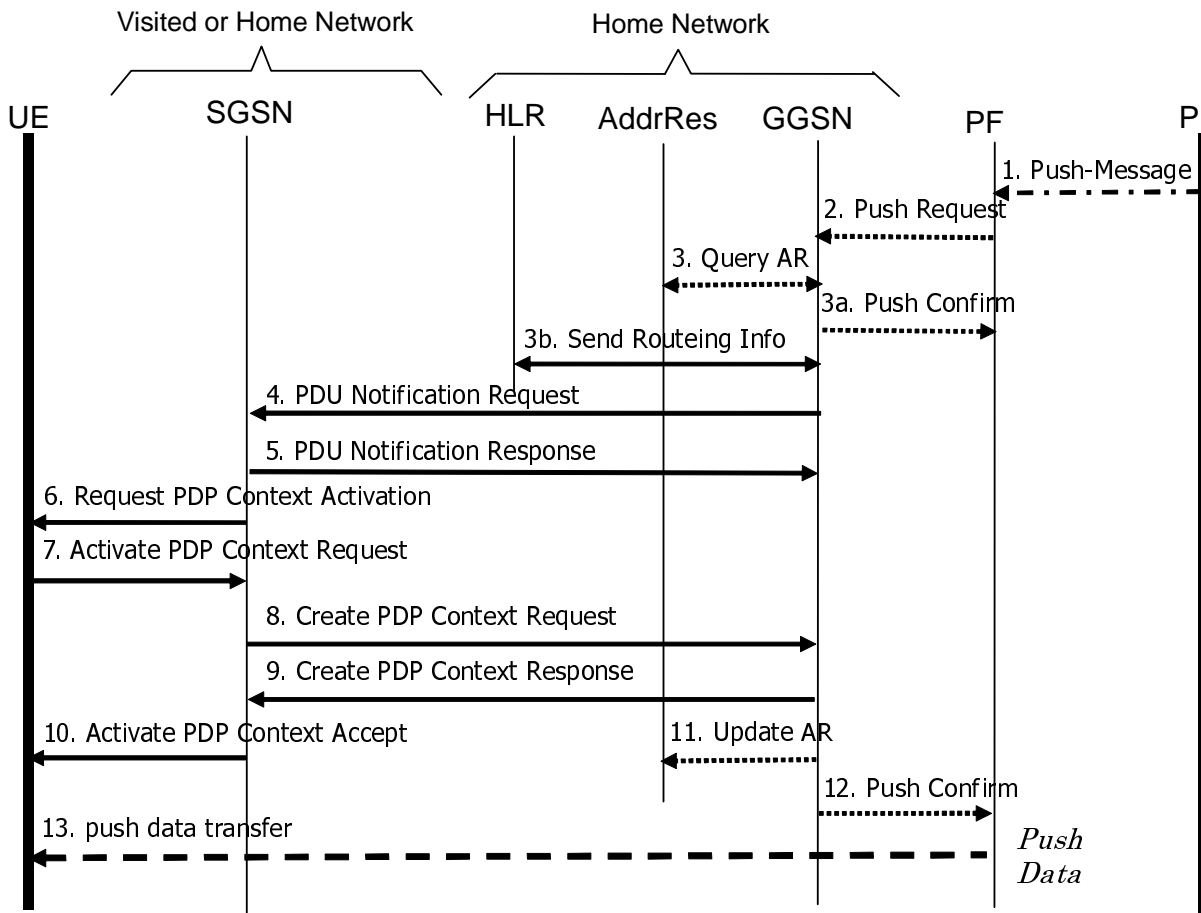 Visited or Home Network
Home Network
UE
SGSN
HLR
AddrRes
GGSN
PF
P
1. Push-Message
2. Push Request
3. Query AR
3a. Push Confirm
3b. Send Routeing Info
4. PDU Notification Request
5. PDU Notification Response
6. Request PDP Context Activation
7. Activate PDP Context Request
8. Create PDP Context Request
9. Create PDP Context Response
10. Activate PDP Context Accept
11. Update AR
12. Push Confirm
13. push data transfer
Push
Data